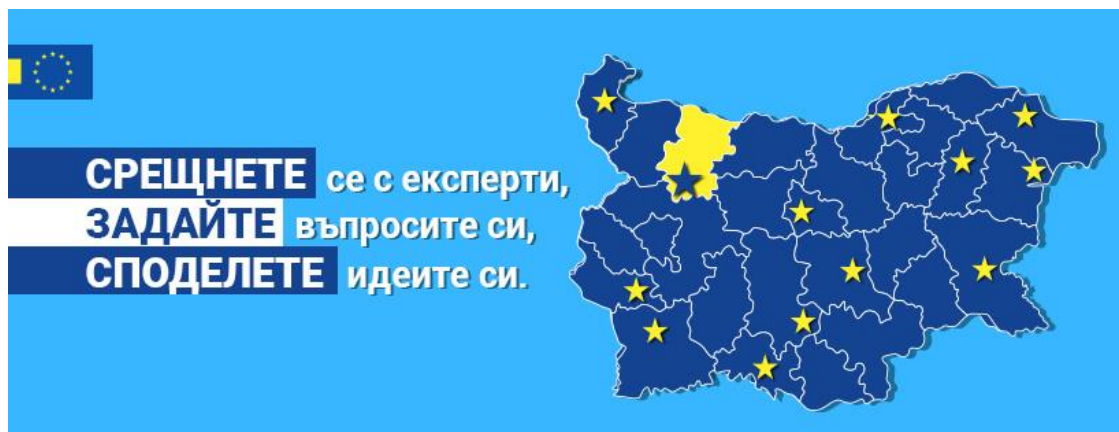 СРЕЩНЕТЕ се с експерти,
ЗАДАЙТЕ въпросите си,
СПОДЕЛЕТЕ идеите си.